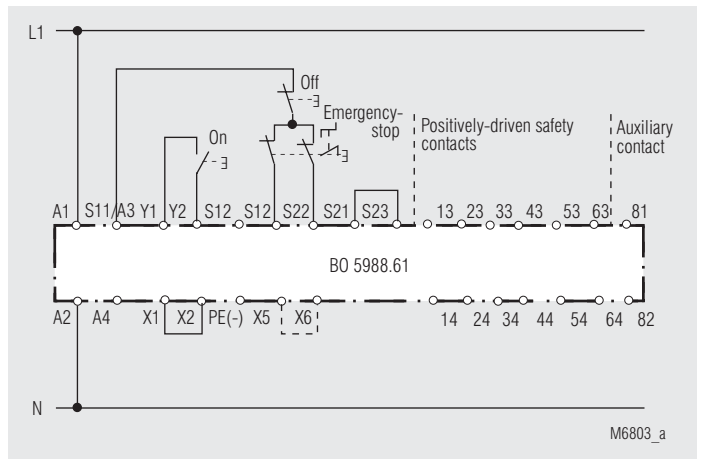 L1
Off
Emergency-
stop
On
Positively-driven safety
contacts
Auxiliary
contact
A1 S11/A3 Y1 Y2 S12 S12 S22 S21 S23 13 23 33 43 53 63 81
BO 5988.61
A2 A4 X1 X2 PE(-) X5 X6 14 24 34 44 54 64 82
N
M6803_a